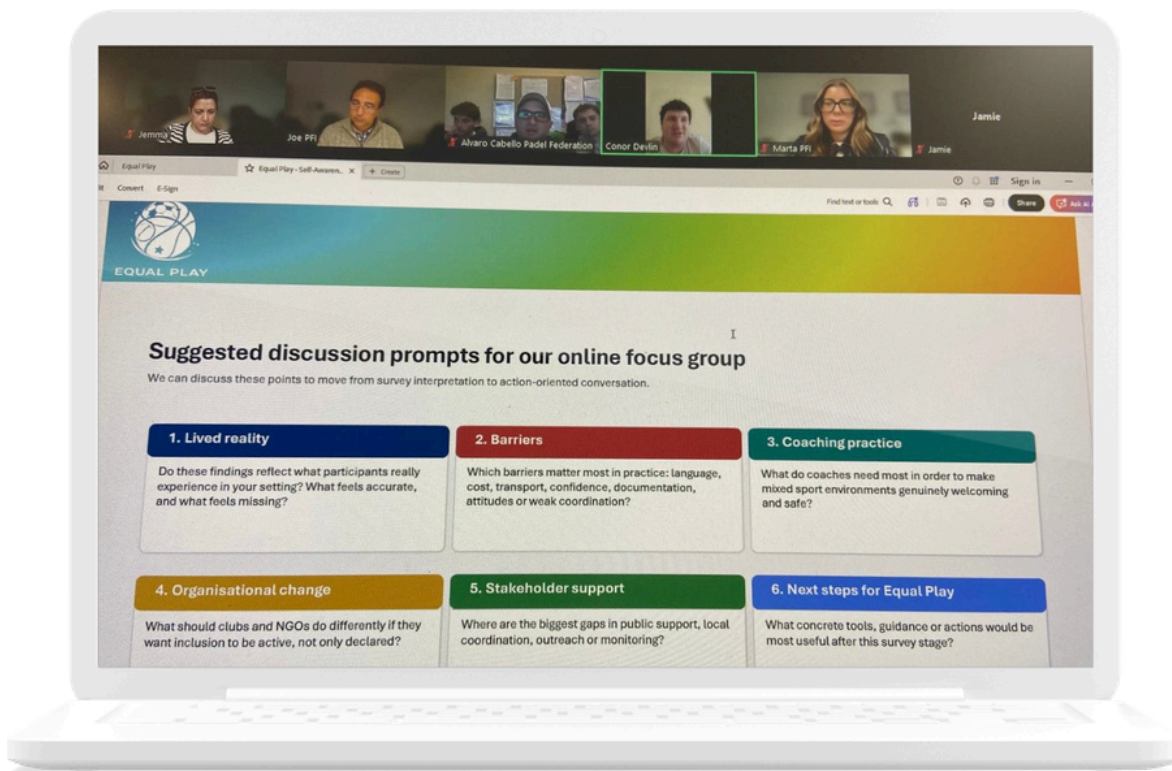 Jamie
Jemma
Joe PFI
Alvaro Cabello Padel Federation
Conor Devlin
Marta PFI
Jamie
Equal Play
Equal Play - Self-Awaren...
+ Create
Sign in
Convert
E-Sign
Find text or tools
Share
Ask AI
EQUAL PLAY
Suggested discussion prompts for our online focus group
We can discuss these points to move from survey interpretation to action-oriented conversation.
1. Lived reality
Do these findings reflect what participants really
experience in your setting? What feels accurate,
and what feels missing?
2. Barriers
Which barriers matter most in practice: language,
cost, transport, confidence, documentation,
attitudes or weak coordination?
3. Coaching practice
What do coaches need most in order to make
mixed sport environments genuinely welcoming
and safe?
4. Organisational change
What should clubs and NGOs do differently if they
want inclusion to be active, not only declared?
5. Stakeholder support
Where are the biggest gaps in public support, local
coordination, outreach or monitoring?
6. Next steps for Equal Play
What concrete tools, guidance or actions would be
most useful after this survey stage?